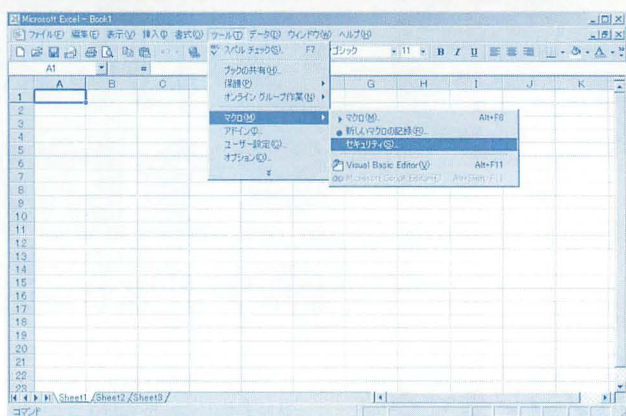 Microsoft Excel - Book1
ファイル(F) 編集(E) 表示(V) 挿入(I) 書式(O) ツール(T) データ(D) ウィンドウ(W) ヘルプ(H)
スペル チェック(S)... F7
ゴシック 11 B I U
A1 =
ブックの共有(H)...
保護(P)
オンライン グループ作業(N)
マクロ(M)
アドイン(I)...
ユーザー設定(C)...
オプション(O)...
マクロ(M)... Alt+F8
新しいマクロの記録(R)...
セキュリティ(S)...
Visual Basic Editor(V) Alt+F11
Microsoft Script Editor(E) Alt+Shift+F11
A B C G H I J K
1
2
3
4
5
6
7
8
9
10
11
12
13
14
15
16
17
18
19
20
21
22
23
Sheet1 Sheet2 Sheet3
コマンド